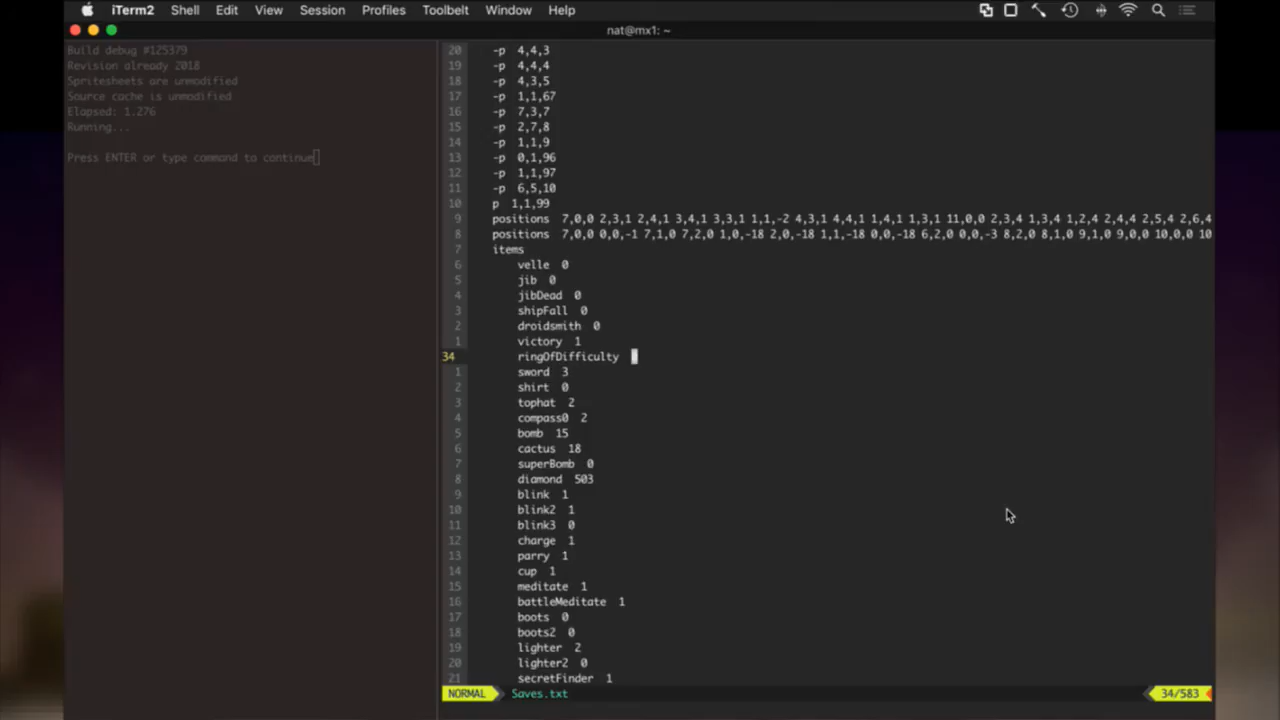 iTerm2 Shell Edit View Session Profiles Toolbelt Window Help
nat@mx1: ~
Build debug #125379
Revision already 2018
Spritesheets are unmodified
Source cache is unmodified
Elapsed: 1.276
Running...
Press ENTER or type command to continue
20 -p 4,4,3
19 -p 4,4,4
18 -p 4,3,5
17 -p 1,1,67
16 -p 7,3,7
15 -p 2,7,8
14 -p 1,1,9
13 -p 0,1,96
12 -p 1,1,97
11 -p 6,5,10
10 p 1,1,99
9 positions 7,0,0 2,3,1 2,4,1 3,4,1 3,3,1 1,1,-2 4,3,1 4,4,1 1,4,1 1,3,1 11,0,0 2,3,4 1,3,4 1,2,4 2,4,4 2,5,4 2,6,4
8 positions 7,0,0 0,0,-1 7,1,0 7,2,0 1,0,-18 2,0,-18 1,1,-18 0,0,-18 6,2,0 0,0,-3 8,2,0 8,1,0 9,1,0 9,0,0 10,0,0 10
7 items
6 velle 0
5 jib 0
4 jibDead 0
3 shipFall 0
2 droidsmith 0
1 victory 1
34 ringOfDifficulty
1 sword 3
2 shirt 0
3 tophat 2
4 compass0 2
5 bomb 15
6 cactus 18
7 superBomb 0
8 diamond 503
9 blink 1
10 blink2 1
11 blink3 0
12 charge 1
13 parry 1
14 cup 1
15 meditate 1
16 battleMeditate 1
17 boots 0
18 boots2 0
19 lighter 2
20 lighter2 0
21 secretFinder 1
NORMAL Saves.txt 34/583